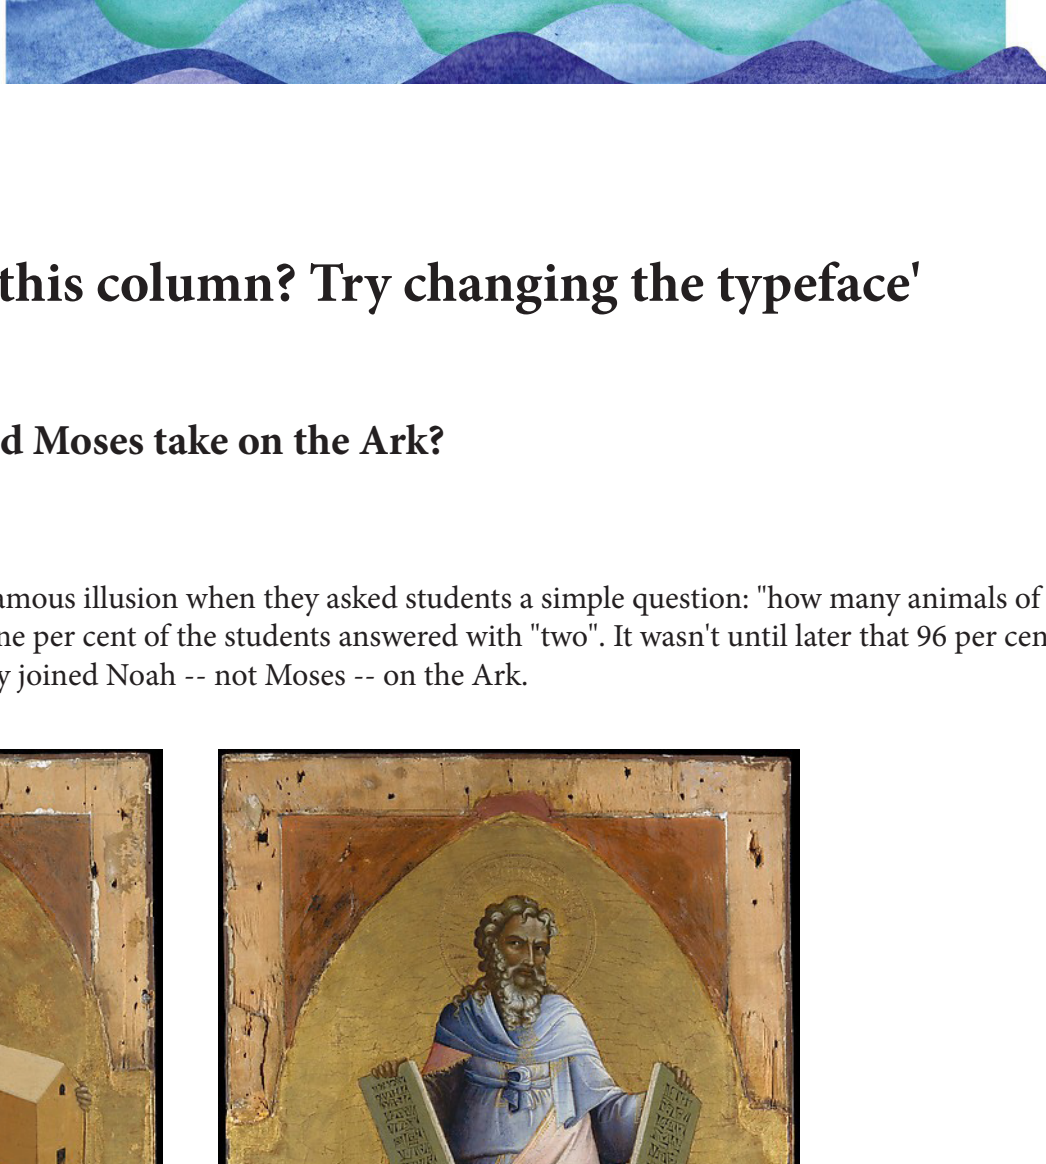 this column? Try changing the typeface'
d Moses take on the Ark?
amous illusion when they asked students a simple question: "how many animals of
ne per cent of the students answered with "two". It wasn't until later that 96 per cen
y joined Noah -- not Moses -- on the Ark.